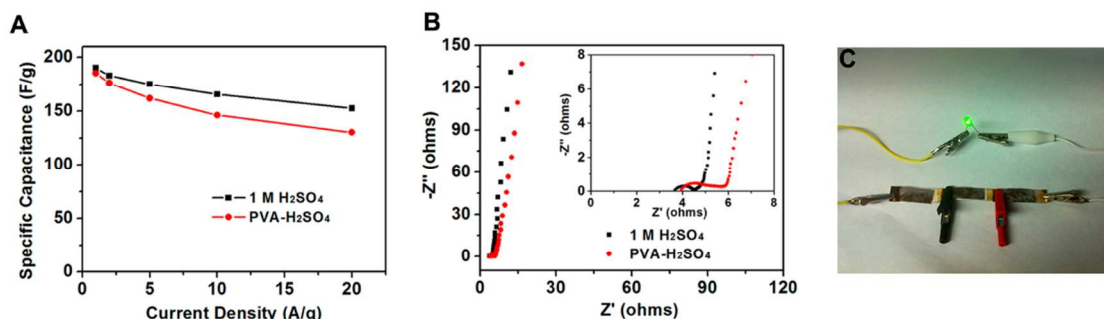 A
Specific Capacitance (F/g)
200
150
100
50
0
1 M H₂SO₄
PVA-H₂SO₄
0
5
10
15
20
Current Density (A/g)
B
-Z'' (ohms)
150
120
90
60
30
0
-Z'' (ohms)
8
6
4
2
0
0 2 4 6 8
Z' (ohms)
1 M H₂SO₄
PVA-H₂SO₄
0 30 60 90 120
Z' (ohms)
C